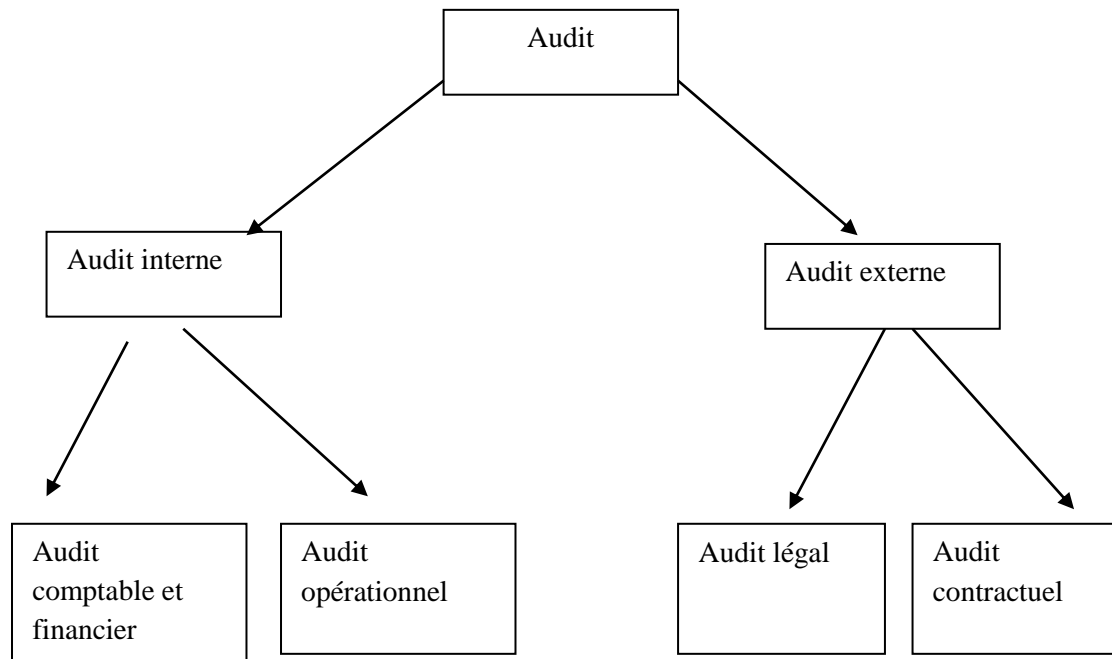 Audit
Audit interne
Audit externe
Audit
comptable et
financier
Audit
opérationnel
Audit légal
Audit
contractuel